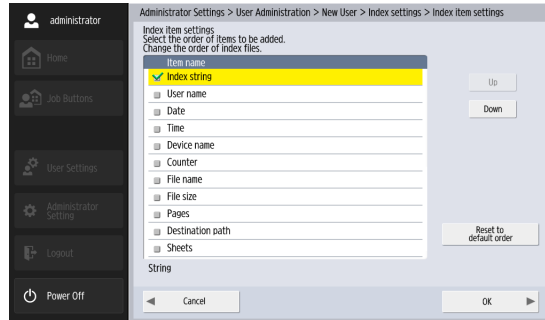 administrator
Home
Job Buttons
User Settings
Administrator
Setting
Logout
Power Off
Administrator Settings > User Administration > New User > Index settings > Index item settings
Index item settings
Select the order of items to be added.
Change the order of index files.
Item name
Index string
User name
Date
Time
Device name
Counter
File name
File size
Pages
Destination path
Sheets
String
Up
Down
Reset to
default order
Cancel
OK